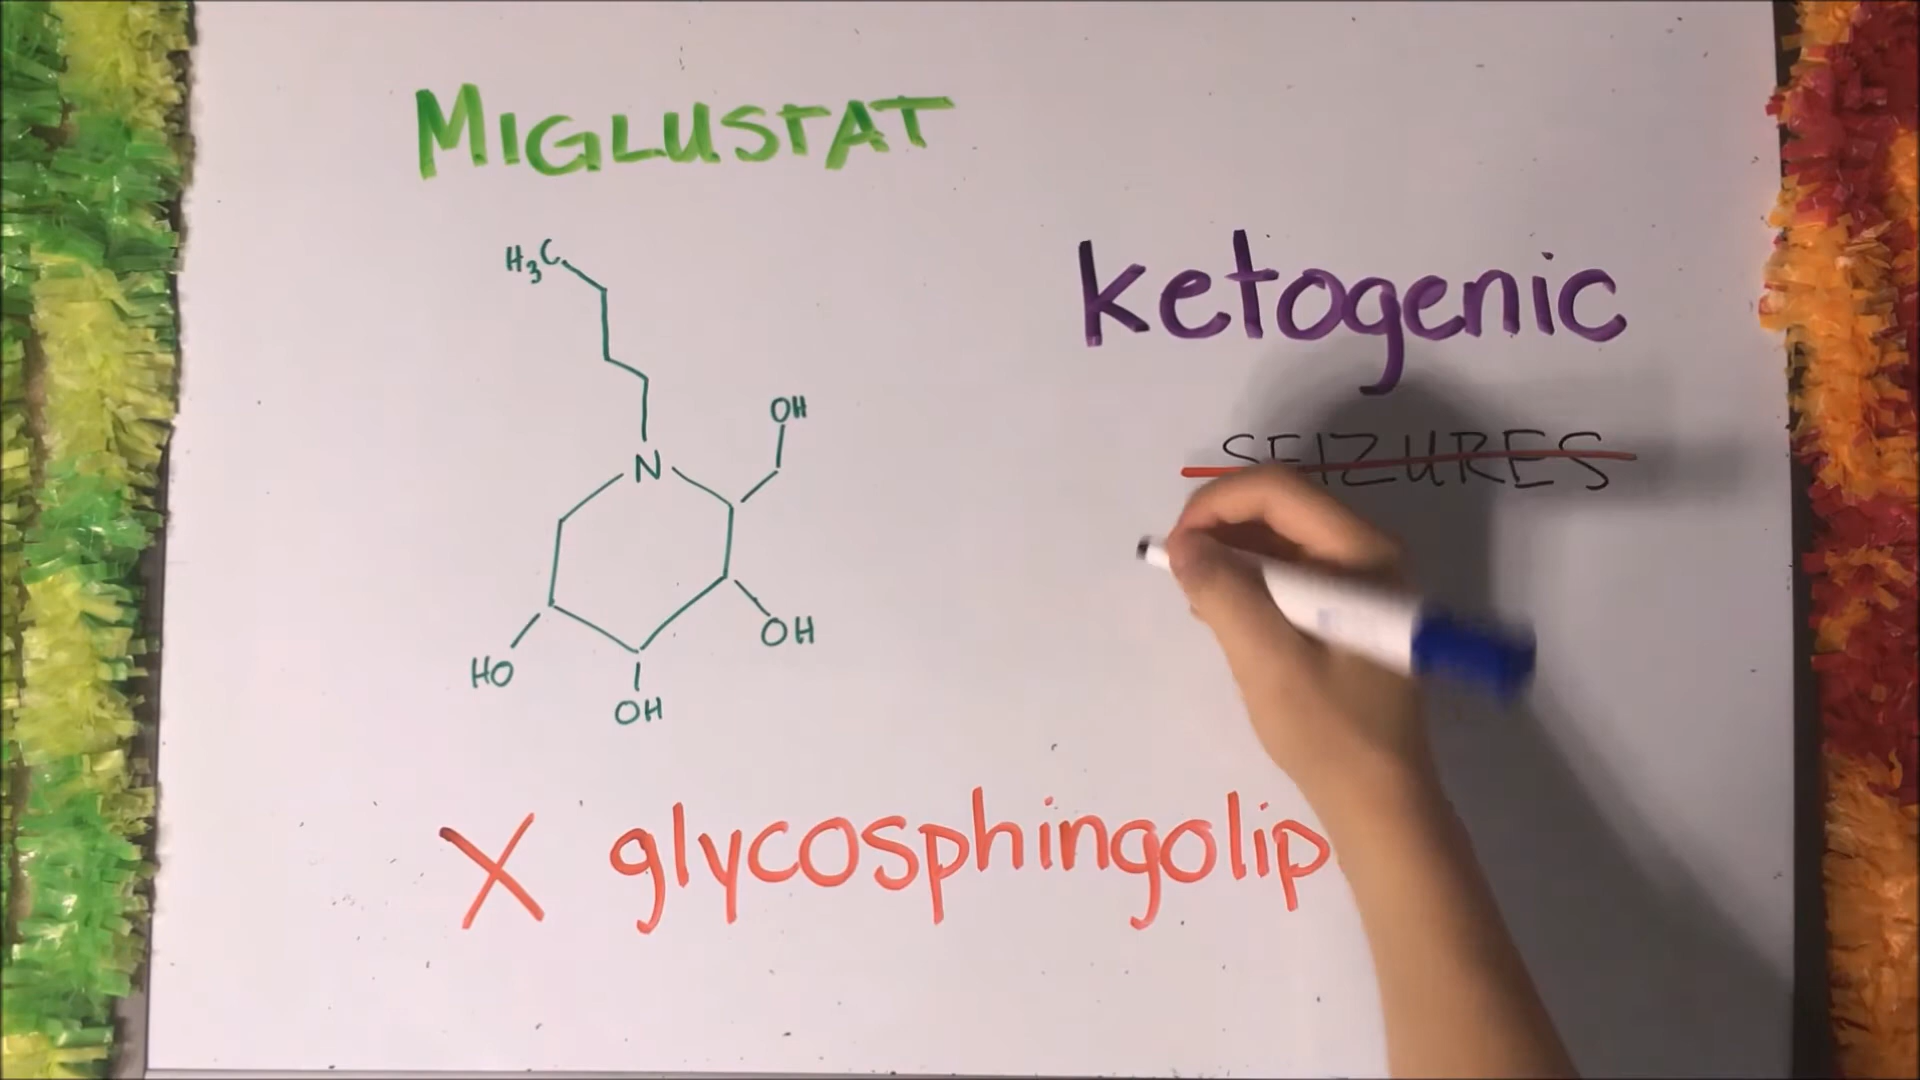 MIGLUSTAT
ketogenic
H3C
OH
SEIZURES
N
OH
HO
OH
X glycosphingolip